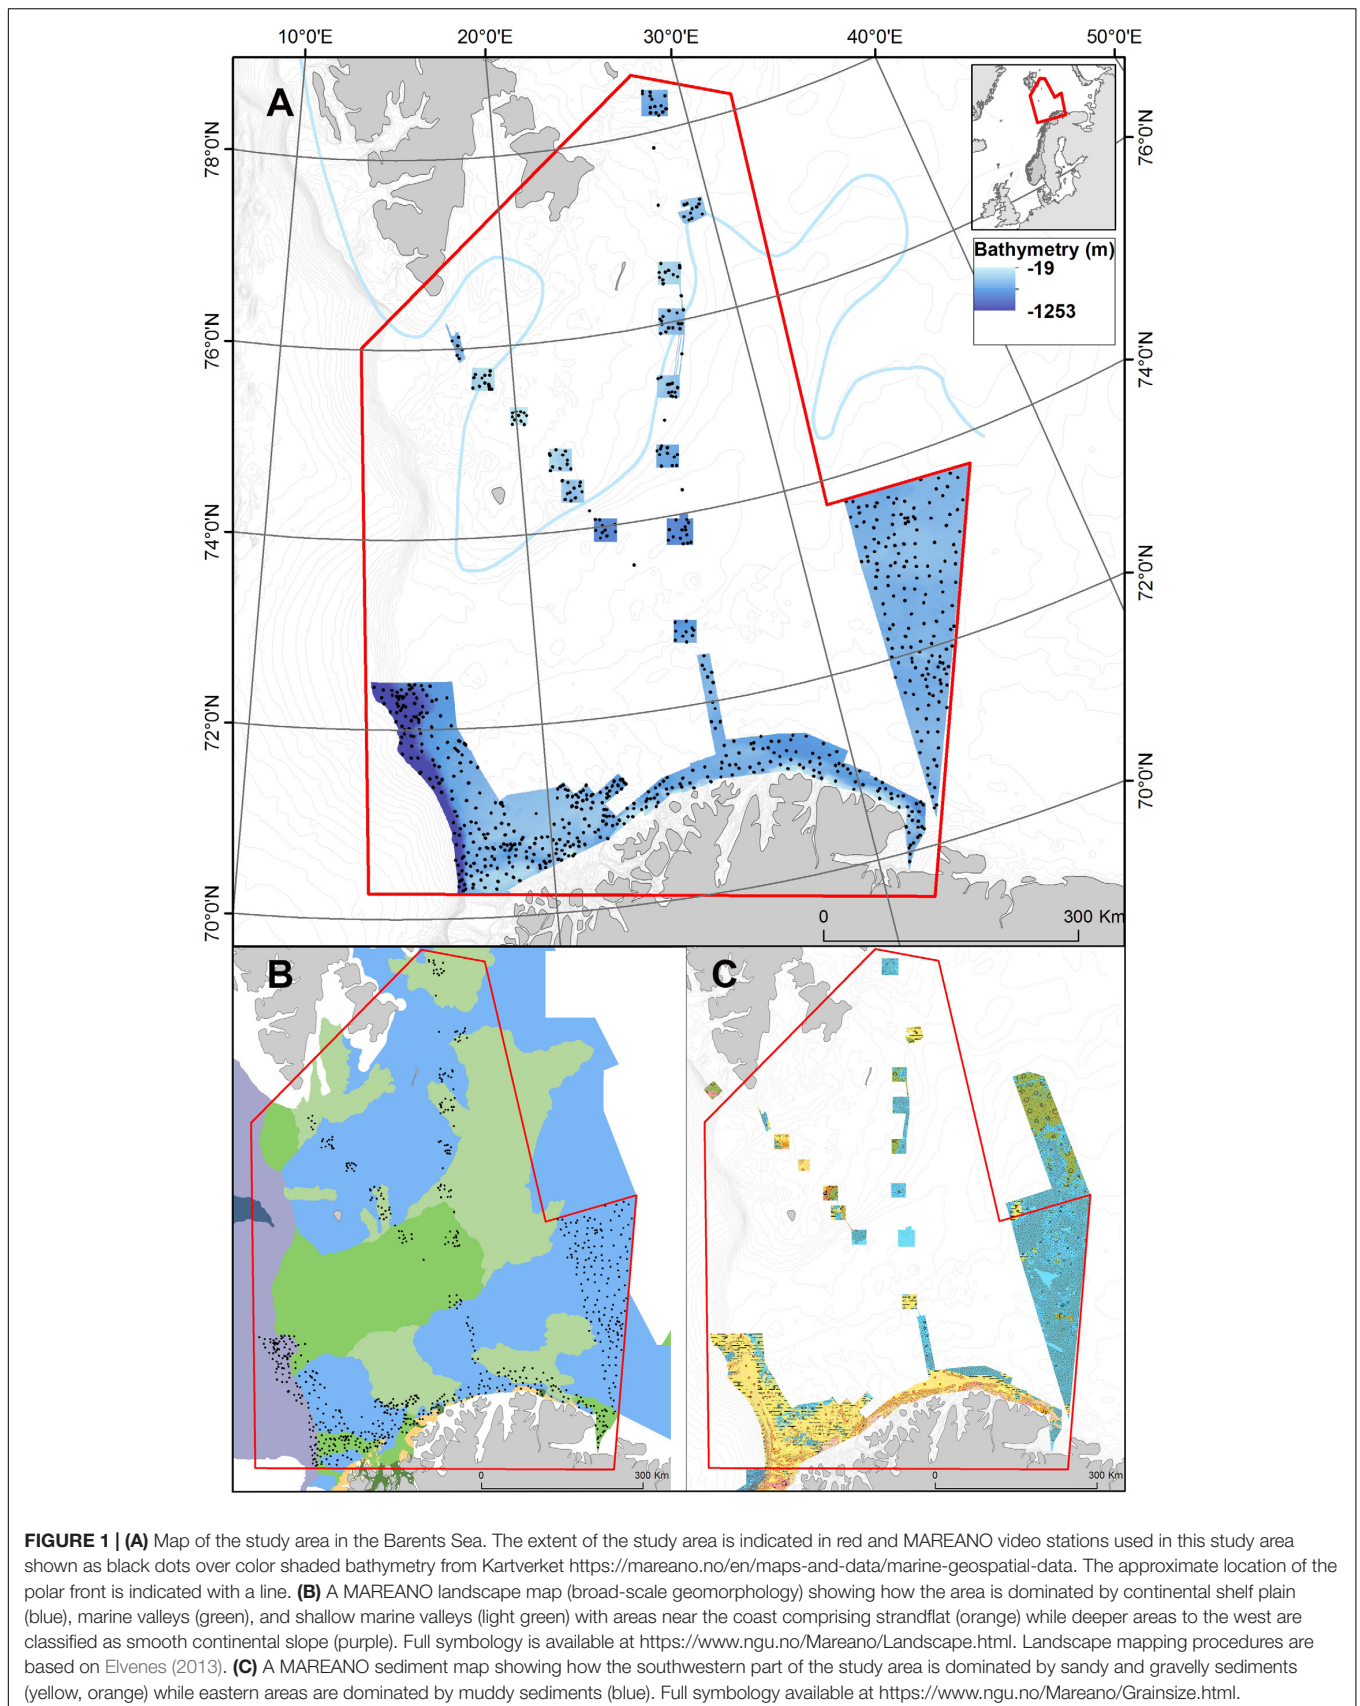 10°0'E 20°0'E 30°0'E 40°0'E 50°0'E
A
78°0'N
76°0'N
74°0'N
72°0'N
70°0'N
76°0'N
74°0'N
72°0'N
70°0'N
Bathymetry (m)
-19
-1253
0 300 Km
B
0 300 Km
C
0 300 Km
FIGURE 1 | (A) Map of the study area in the Barents Sea. The extent of the study area is indicated in red and MAREANO video stations used in this study area
shown as black dots over color shaded bathymetry from Kartverket https://mareano.no/en/maps-and-data/marine-geospatial-data. The approximate location of the
polar front is indicated with a line. (B) A MAREANO landscape map (broad-scale geomorphology) showing how the area is dominated by continental shelf plain
(blue), marine valleys (green), and shallow marine valleys (light green) with areas near the coast comprising strandflat (orange) while deeper areas to the west are
classified as smooth continental slope (purple). Full symbology is available at https://www.ngu.no/Mareano/Landscape.html. Landscape mapping procedures are
based on Elvenes (2013). (C) A MAREANO sediment map showing how the southwestern part of the study area is dominated by sandy and gravelly sediments
(yellow, orange) while eastern areas are dominated by muddy sediments (blue). Full symbology available at https://www.ngu.no/Mareano/Grainsize.html.